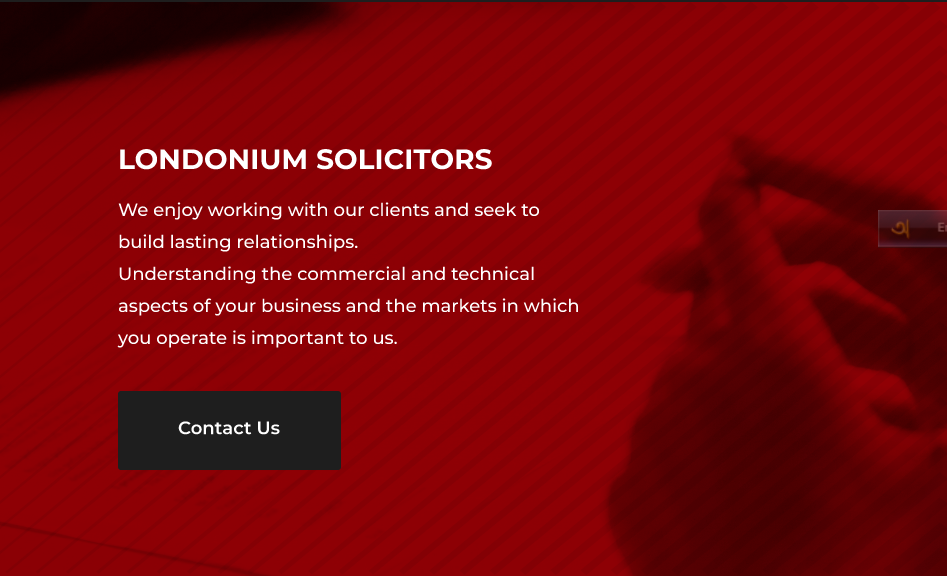 LONDONIUM SOLICITORS
We enjoy working with our clients and seek to
build lasting relationships.
Understanding the commercial and technical
aspects of your business and the markets in which
you operate is important to us.
অ
Contact Us